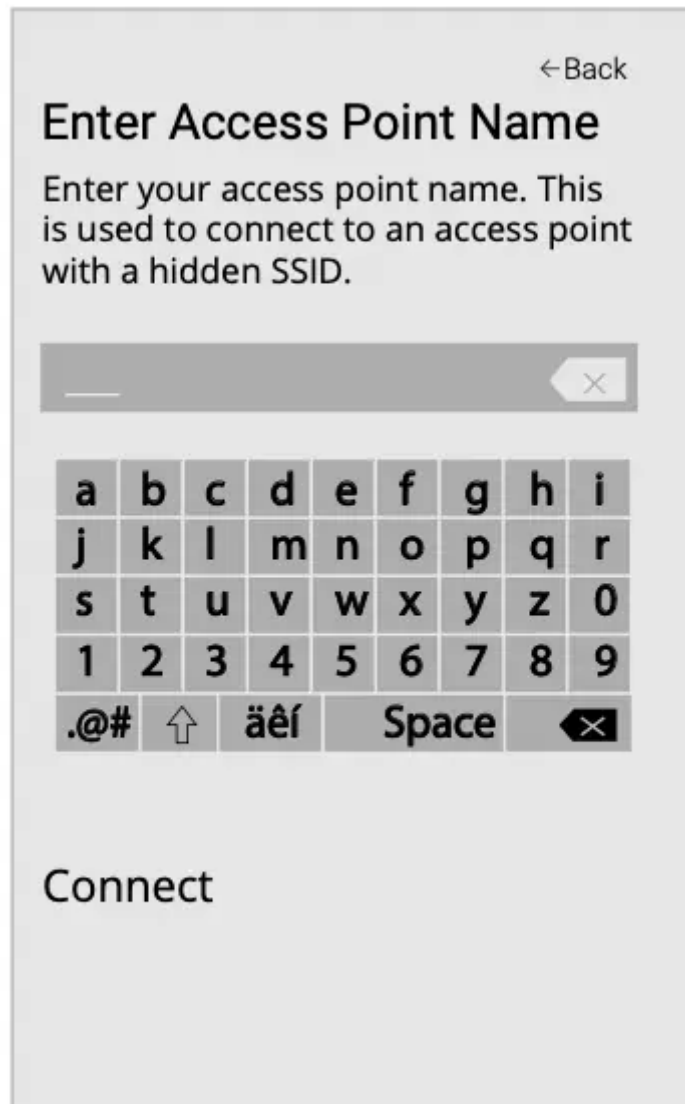 ←Back
Enter Access Point Name
Enter your access point name. This
is used to connect to an access point
with a hidden SSID.
a b c d e f g h i
j k l m n o p q r
s t u v w x y z 0
1 2 3 4 5 6 7 8 9
.@# ⇧ äêí Space ⌫
Connect